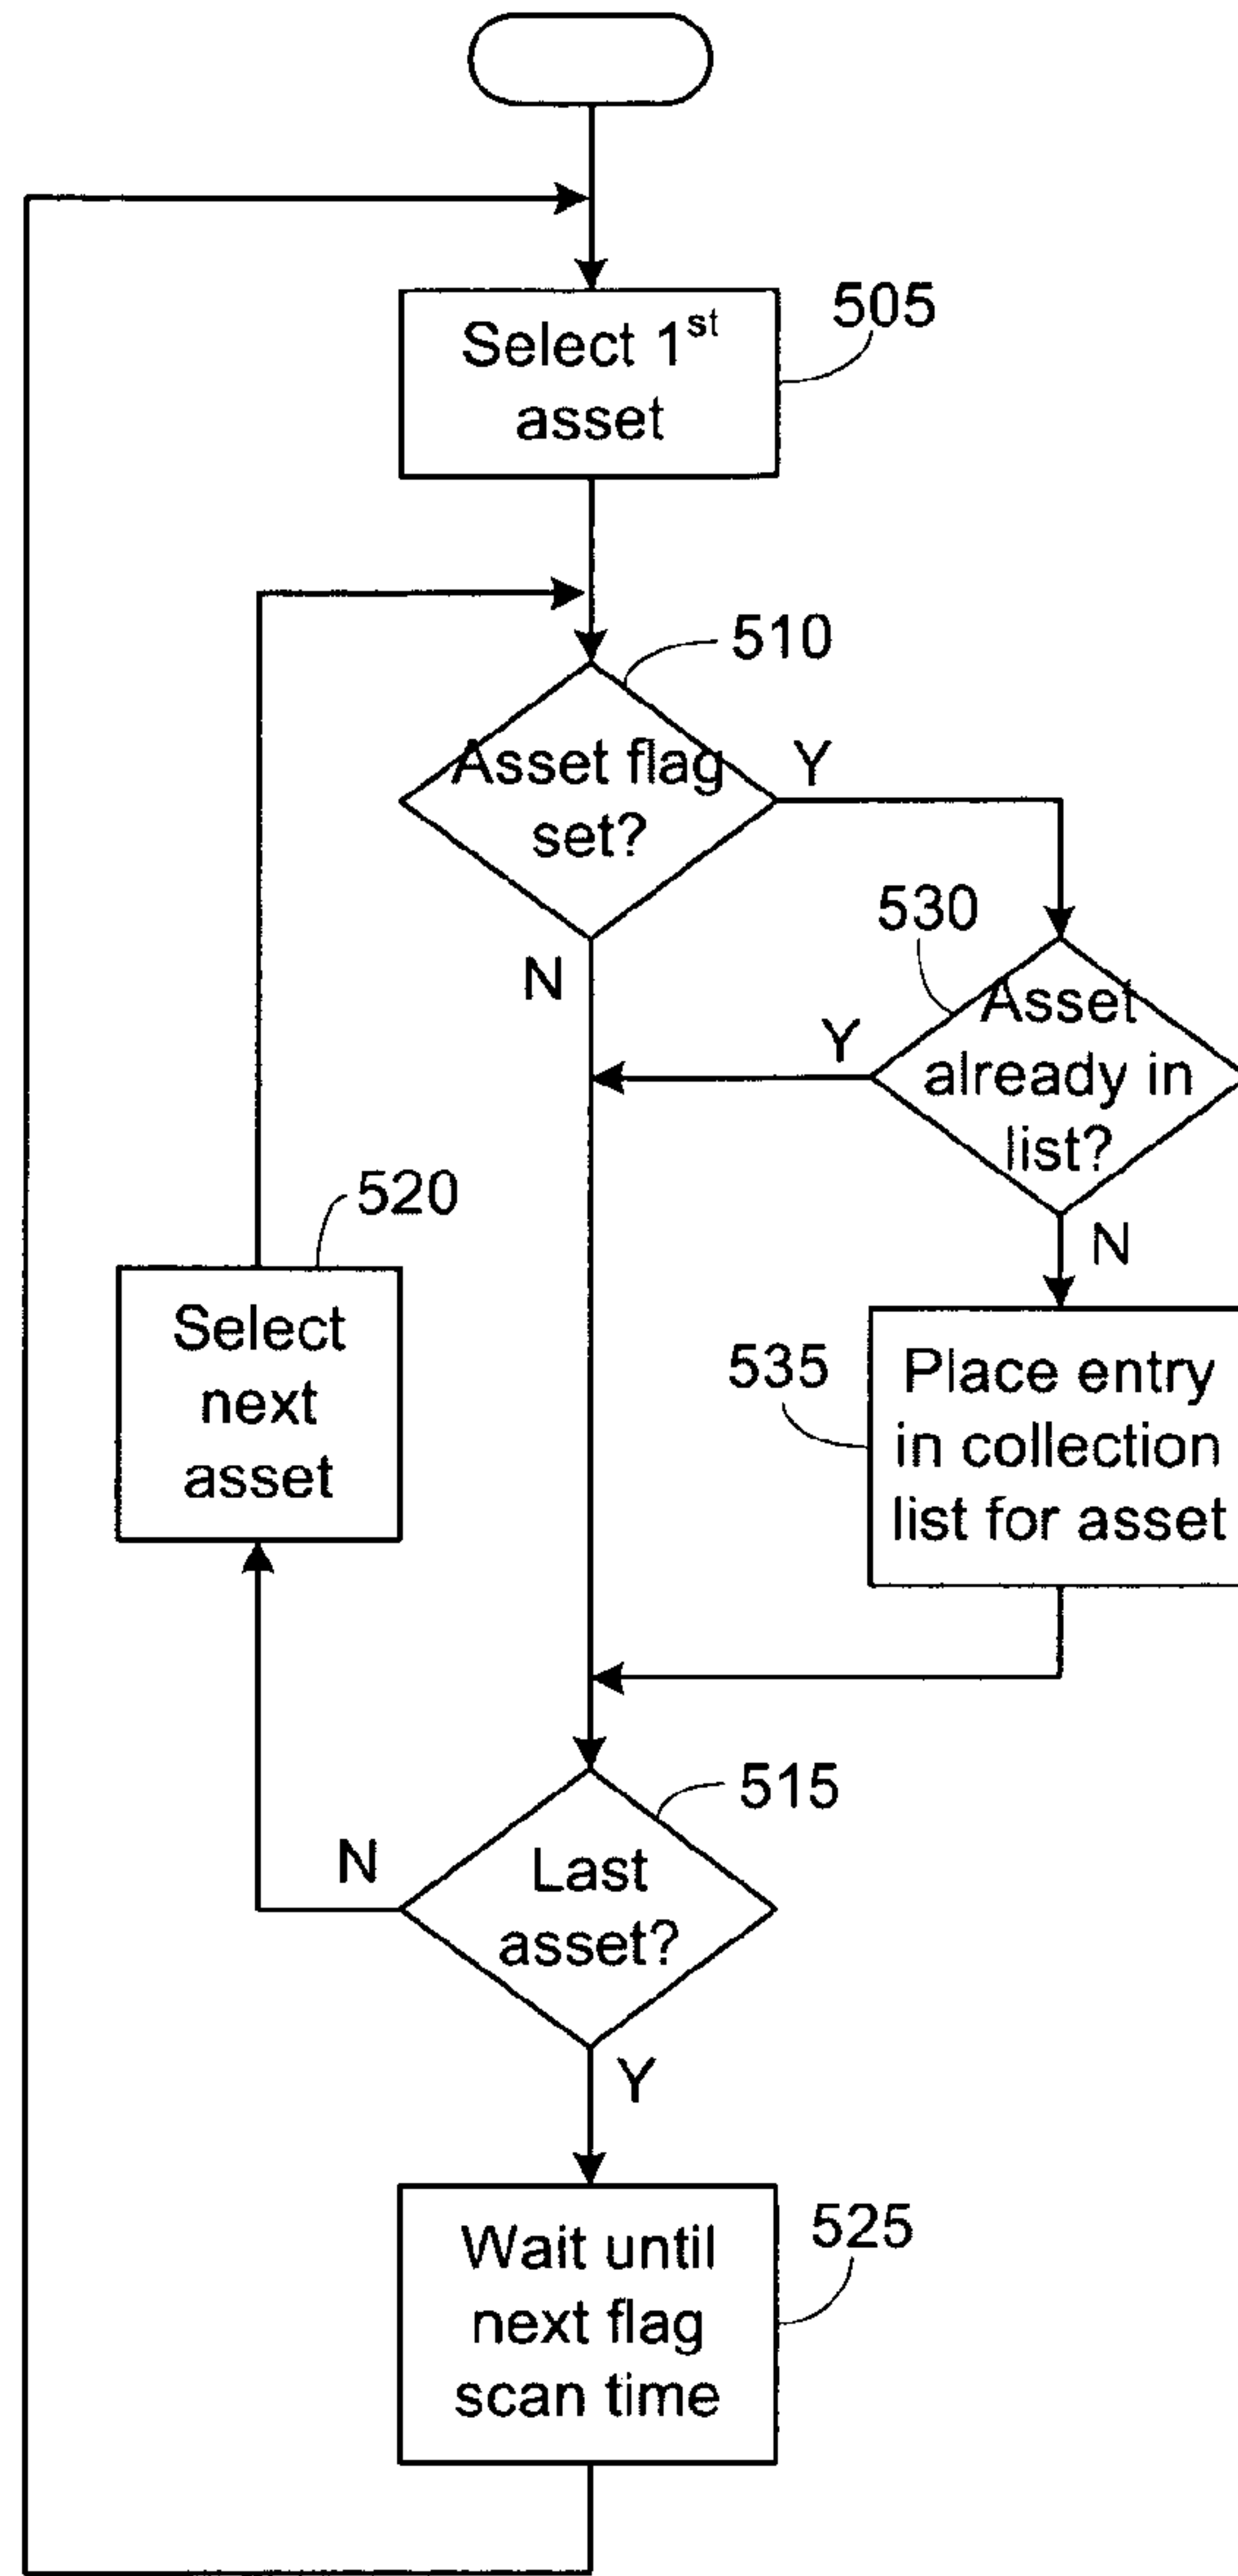 Select 1st
asset
505
510
Asset flag
set?
Y
N
530
Asset
already in
list?
Y
N
520
Select
next
asset
535
Place entry
in collection
list for asset
515
Last
asset?
N
Y
525
Wait until
next flag
scan time